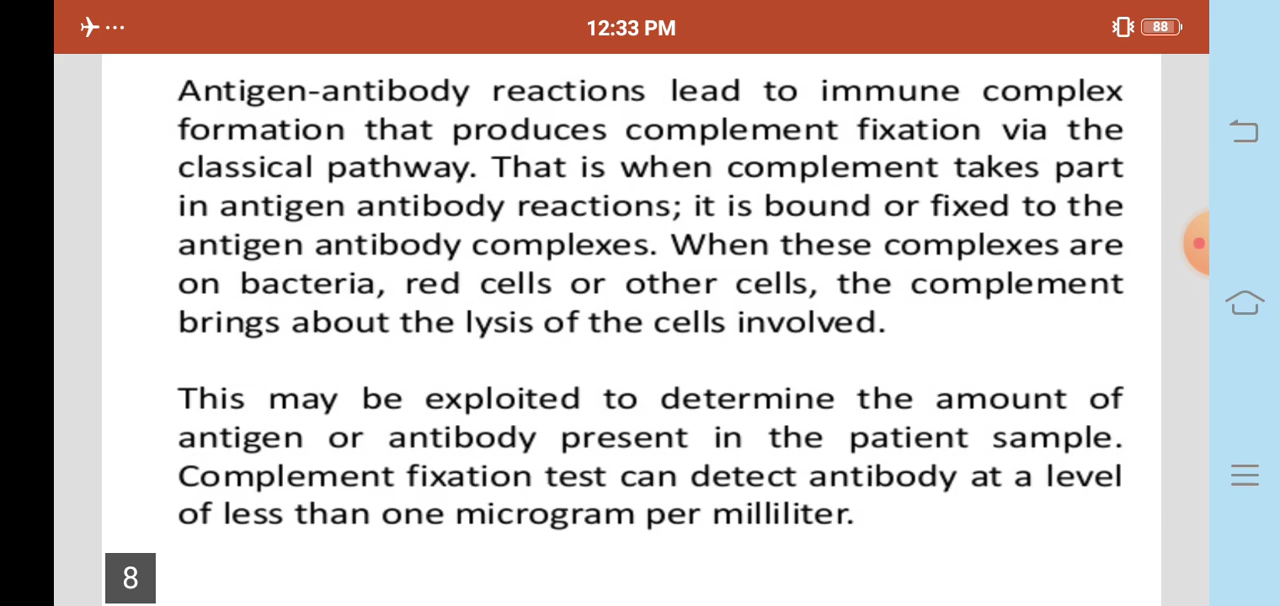 12:33 PM
88
Antigen-antibody reactions lead to immune complex
formation that produces complement fixation via the
classical pathway. That is when complement takes part
in antigen antibody reactions; it is bound or fixed to the
antigen antibody complexes. When these complexes are
on bacteria, red cells or other cells, the complement
brings about the lysis of the cells involved.
This may be exploited to determine the amount of
antigen or antibody present in the patient sample.
Complement fixation test can detect antibody at a level
of less than one microgram per milliliter.
8